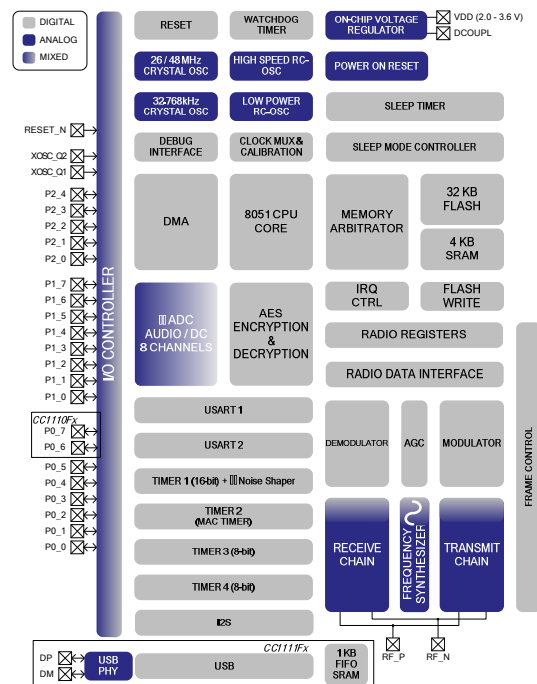 DIGITAL
ANALOG
MIXED
RESET
WATCHDOG
TIMER
ON-CHIP VOLTAGE
REGULATOR
VDD (2.0 - 3.6 V)
DCOUPL
26 / 48 MHz
CRYSTAL OSC
HIGH SPEED RC-
OSC
POWER ON RESET
32.768kHz
CRYSTAL OSC
LOW POWER
RC-OSC
SLEEP TIMER
RESET_N
XOSC_Q2
XOSC_Q1
DEBUG
INTERFACE
CLOCK MUX &
CALIBRATION
SLEEP MODE CONTROLLER
P2_4
P2_3
P2_2
P2_1
P2_0
DMA
8051 CPU
CORE
MEMORY
ARBITRATOR
32 KB
FLASH
4 KB
SRAM
I/O CONTROLLER
P1_7
P1_6
P1_5
P1_4
P1_3
P1_2
P1_1
P1_0
ADC
AUDIO / DC
8 CHANNELS
AES
ENCRYPTION
&
DECRYPTION
IRQ
CTRL
FLASH
WRITE
RADIO REGISTERS
RADIO DATA INTERFACE
CC1110Fx
P0_7
P0_6
P0_5
P0_4
P0_3
P0_2
P0_1
P0_0
USART 1
USART 2
TIMER 1 (16-bit) + Noise Shaper
TIMER 2
(MAC TIMER)
TIMER 3 (8-bit)
TIMER 4 (8-bit)
I2S
DEMODULATOR
AGC
MODULATOR
FRAME CONTROL
RECEIVE
CHAIN
FREQUENCY
SYNTHESIZER
TRANSMIT
CHAIN
RF_P
RF_N
CC1111Fx
DP
DM
USB
PHY
USB
1 KB
FIFO
SRAM